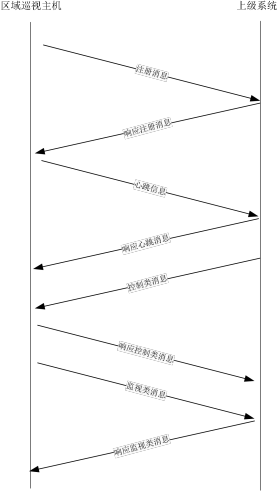 区域巡视主机
上级系统
注册消息
响应注册消息
心跳信息
响应心跳消息
控制类消息
响应控制类消息
监视类消息
响应监视类消息